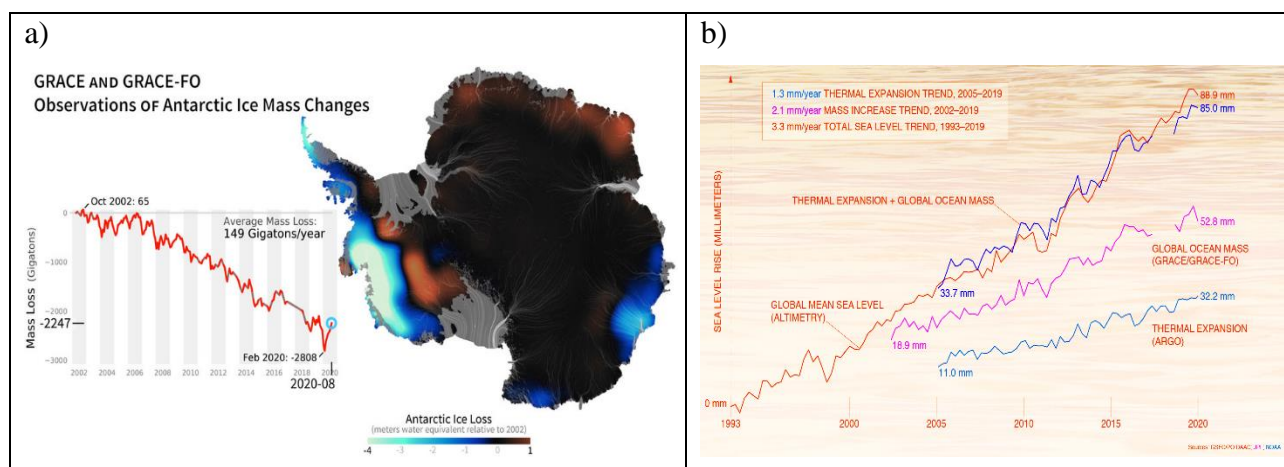 a)
GRACE AND GRACE-FO
Observations of Antarctic Ice Mass Changes
Oct 2002: 65
0
Average Mass Loss:
149 Gigatons/year
Mass Loss (Gigatons)
−1000
−2000
-2247
−3000
Feb 2020: -2808
2002 2004 2006 2008 2010 2012 2014 2016 2018 2020
2020-08
Antarctic Ice Loss
(meters water equivalent relative to 2002)
-4 -3 -2 -1 0 1
b)
1.3 mm/year THERMAL EXPANSION TREND, 2005–2019
2.1 mm/year MASS INCREASE TREND, 2002–2019
3.3 mm/year TOTAL SEA LEVEL TREND, 1993–2019
88.9 mm
85.0 mm
SEA LEVEL RISE (MILLIMETERS)
THERMAL EXPANSION + GLOBAL OCEAN MASS
52.8 mm
GLOBAL OCEAN MASS
(GRACE/GRACE-FO)
33.7 mm
GLOBAL MEAN SEA LEVEL
(ALTIMETRY)
32.2 mm
18.9 mm
THERMAL EXPANSION
(ARGO)
11.0 mm
0 mm
1993 2000 2005 2010 2015 2020